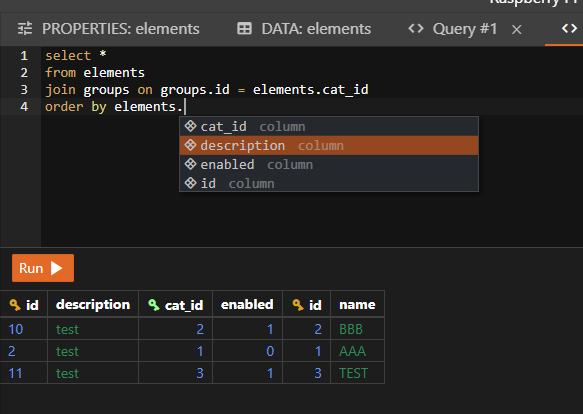 PROPERTIES: elements DATA: elements <> Query #1 × <>
1 select *
2 from elements
3 join groups on groups.id = elements.cat_id
4 order by elements.
cat_id column
description column
enabled column
id column
Run
id description cat_id enabled id name
10 test 2 1 2 BBB
2 test 1 0 1 AAA
11 test 3 1 3 TEST